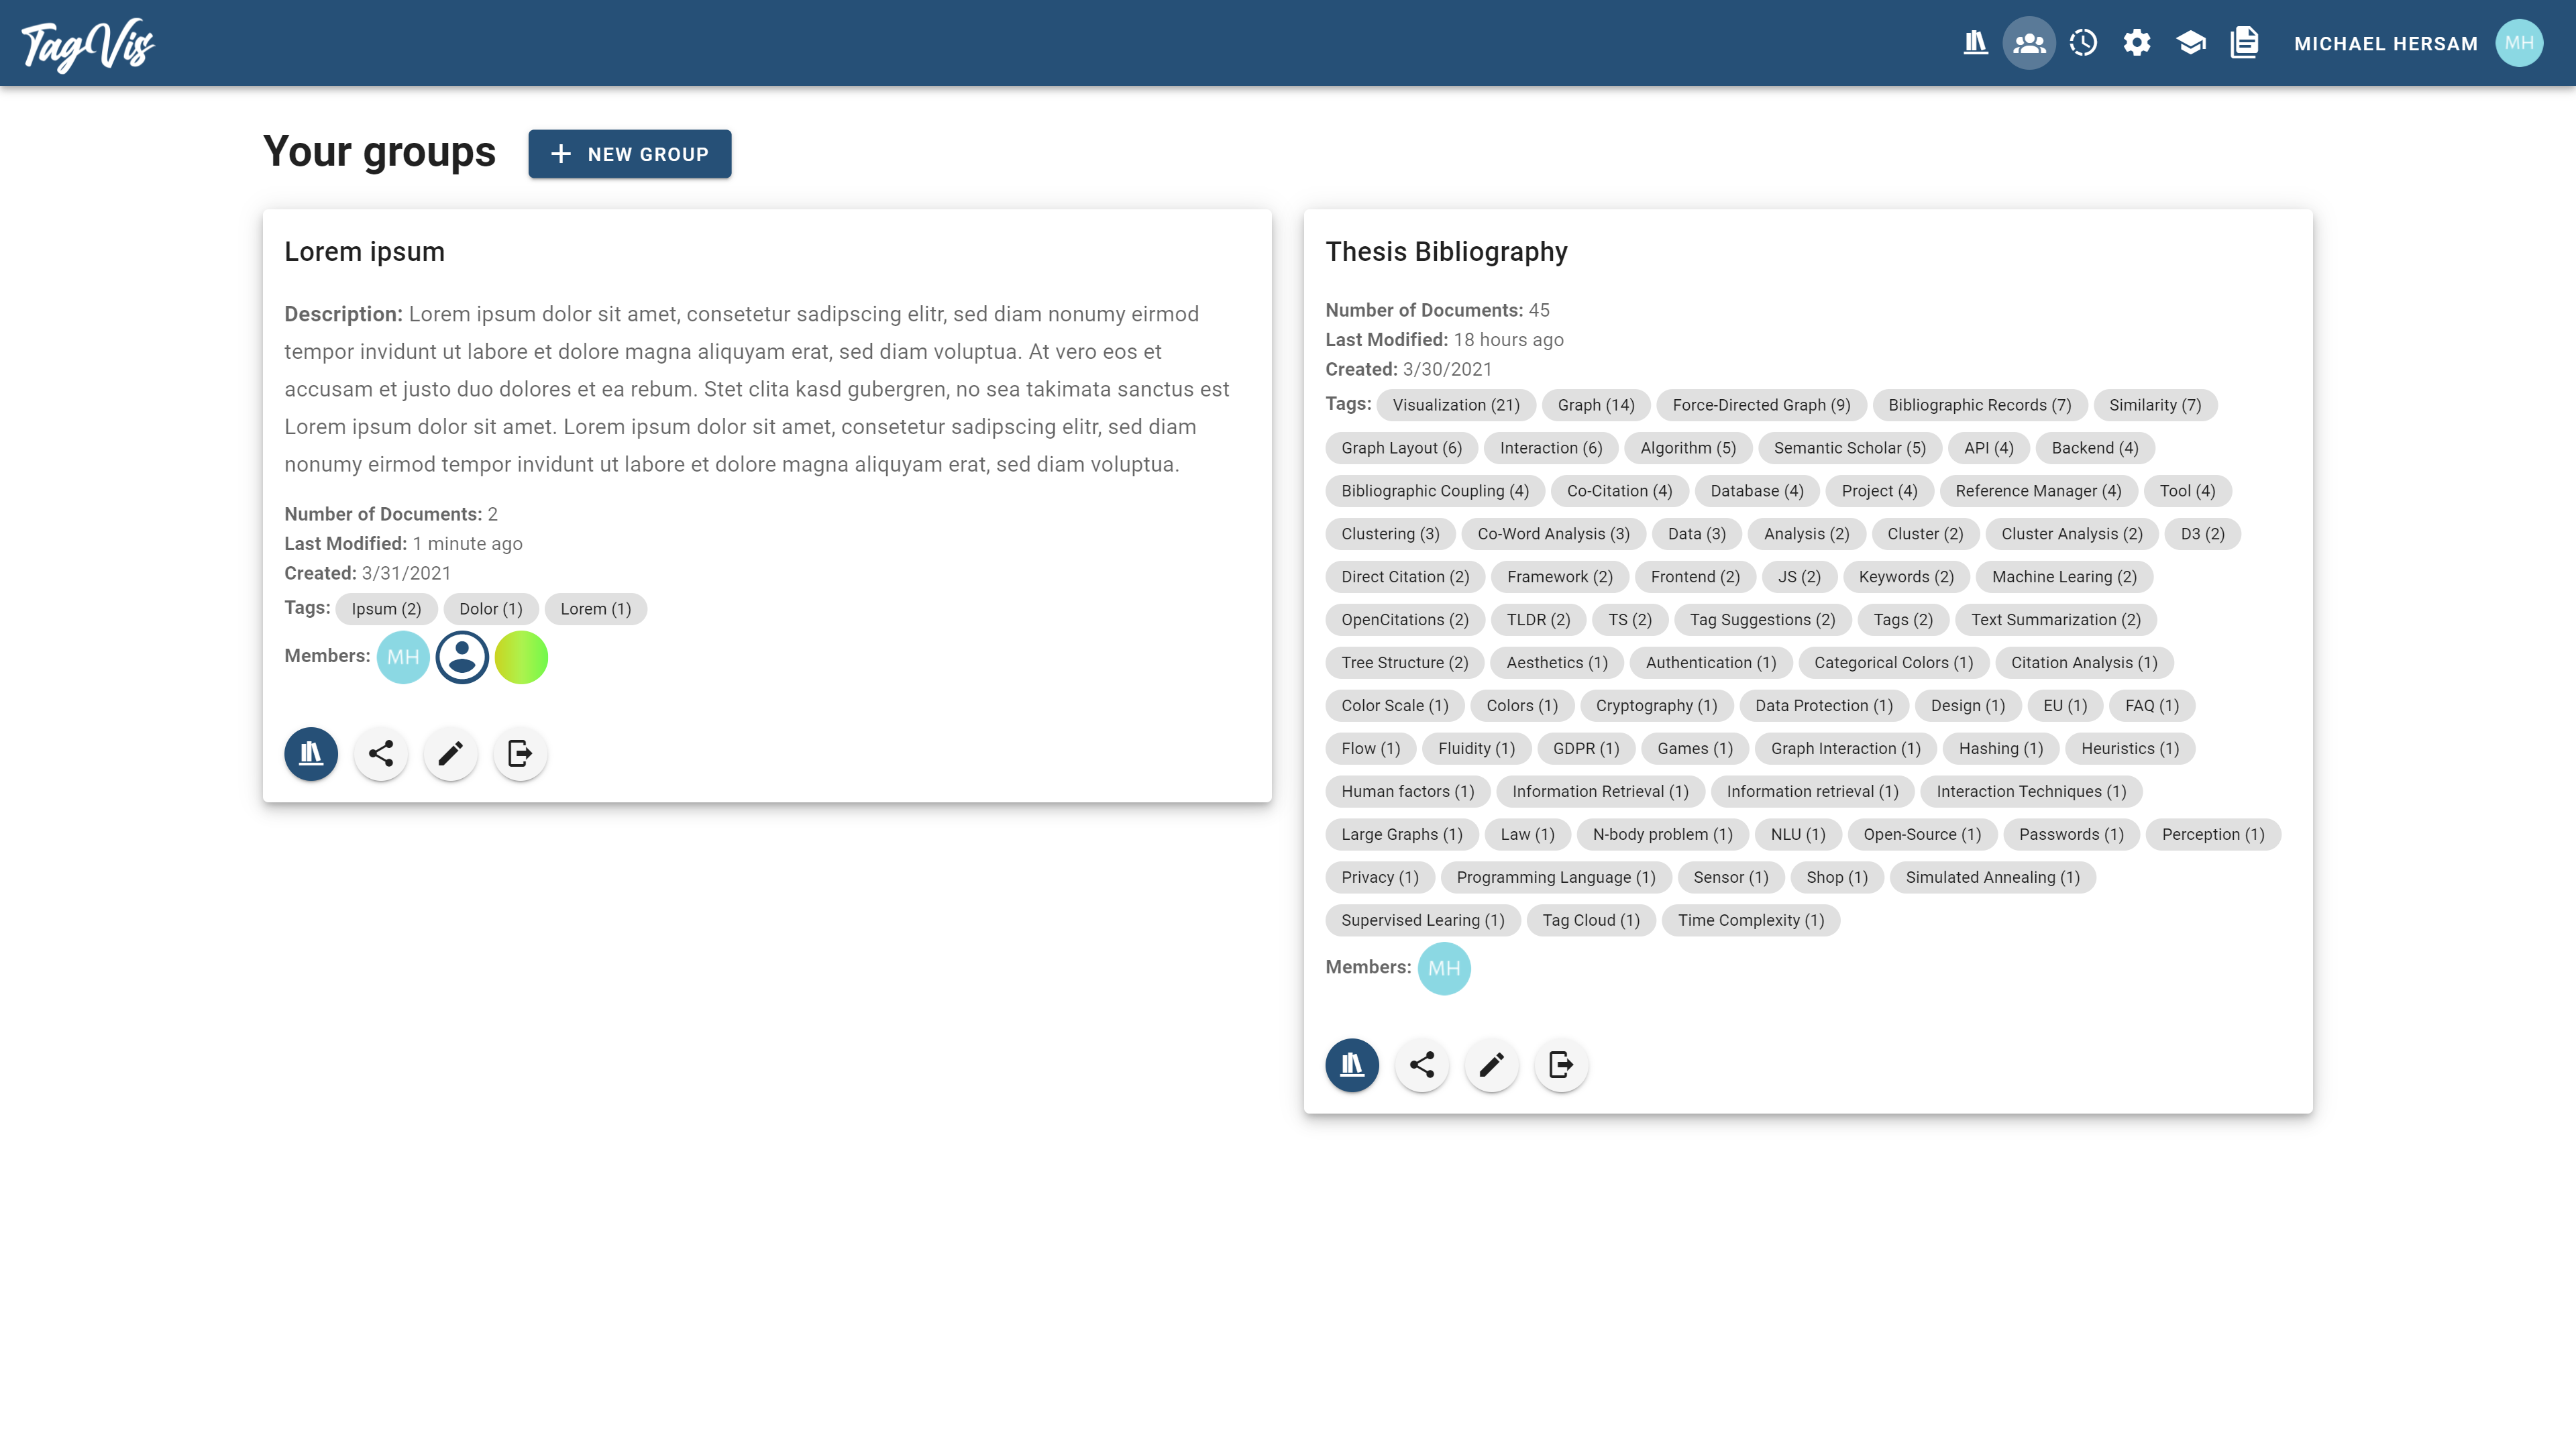 TagVis
MICHAEL HERSAM MH
Your groups
NEW GROUP
Lorem ipsum
Description: Lorem ipsum dolor sit amet, consetetur sadipscing elitr, sed diam nonumy eirmod
tempor invidunt ut labore et dolore magna aliquyam erat, sed diam voluptua. At vero eos et
accusam et justo duo dolores et ea rebum. Stet clita kasd gubergren, no sea takimata sanctus est
Lorem ipsum dolor sit amet. Lorem ipsum dolor sit amet, consetetur sadipscing elitr, sed diam
nonumy eirmod tempor invidunt ut labore et dolore magna aliquyam erat, sed diam voluptua.
Number of Documents: 2
Last Modified: 1 minute ago
Created: 3/31/2021
Tags: Ipsum (2) Dolor (1) Lorem (1)
Members: MH
Thesis Bibliography
Number of Documents: 45
Last Modified: 18 hours ago
Created: 3/30/2021
Tags: Visualization (21) Graph (14) Force-Directed Graph (9) Bibliographic Records (7) Similarity (7)
Graph Layout (6) Interaction (6) Algorithm (5) Semantic Scholar (5) API (4) Backend (4)
Bibliographic Coupling (4) Co-Citation (4) Database (4) Project (4) Reference Manager (4) Tool (4)
Clustering (3) Co-Word Analysis (3) Data (3) Analysis (2) Cluster (2) Cluster Analysis (2) D3 (2)
Direct Citation (2) Framework (2) Frontend (2) JS (2) Keywords (2) Machine Learing (2)
OpenCitations (2) TLDR (2) TS (2) Tag Suggestions (2) Tags (2) Text Summarization (2)
Tree Structure (2) Aesthetics (1) Authentication (1) Categorical Colors (1) Citation Analysis (1)
Color Scale (1) Colors (1) Cryptography (1) Data Protection (1) Design (1) EU (1) FAQ (1)
Flow (1) Fluidity (1) GDPR (1) Games (1) Graph Interaction (1) Hashing (1) Heuristics (1)
Human factors (1) Information Retrieval (1) Information retrieval (1) Interaction Techniques (1)
Large Graphs (1) Law (1) N-body problem (1) NLU (1) Open-Source (1) Passwords (1) Perception (1)
Privacy (1) Programming Language (1) Sensor (1) Shop (1) Simulated Annealing (1)
Supervised Learing (1) Tag Cloud (1) Time Complexity (1)
Members: MH